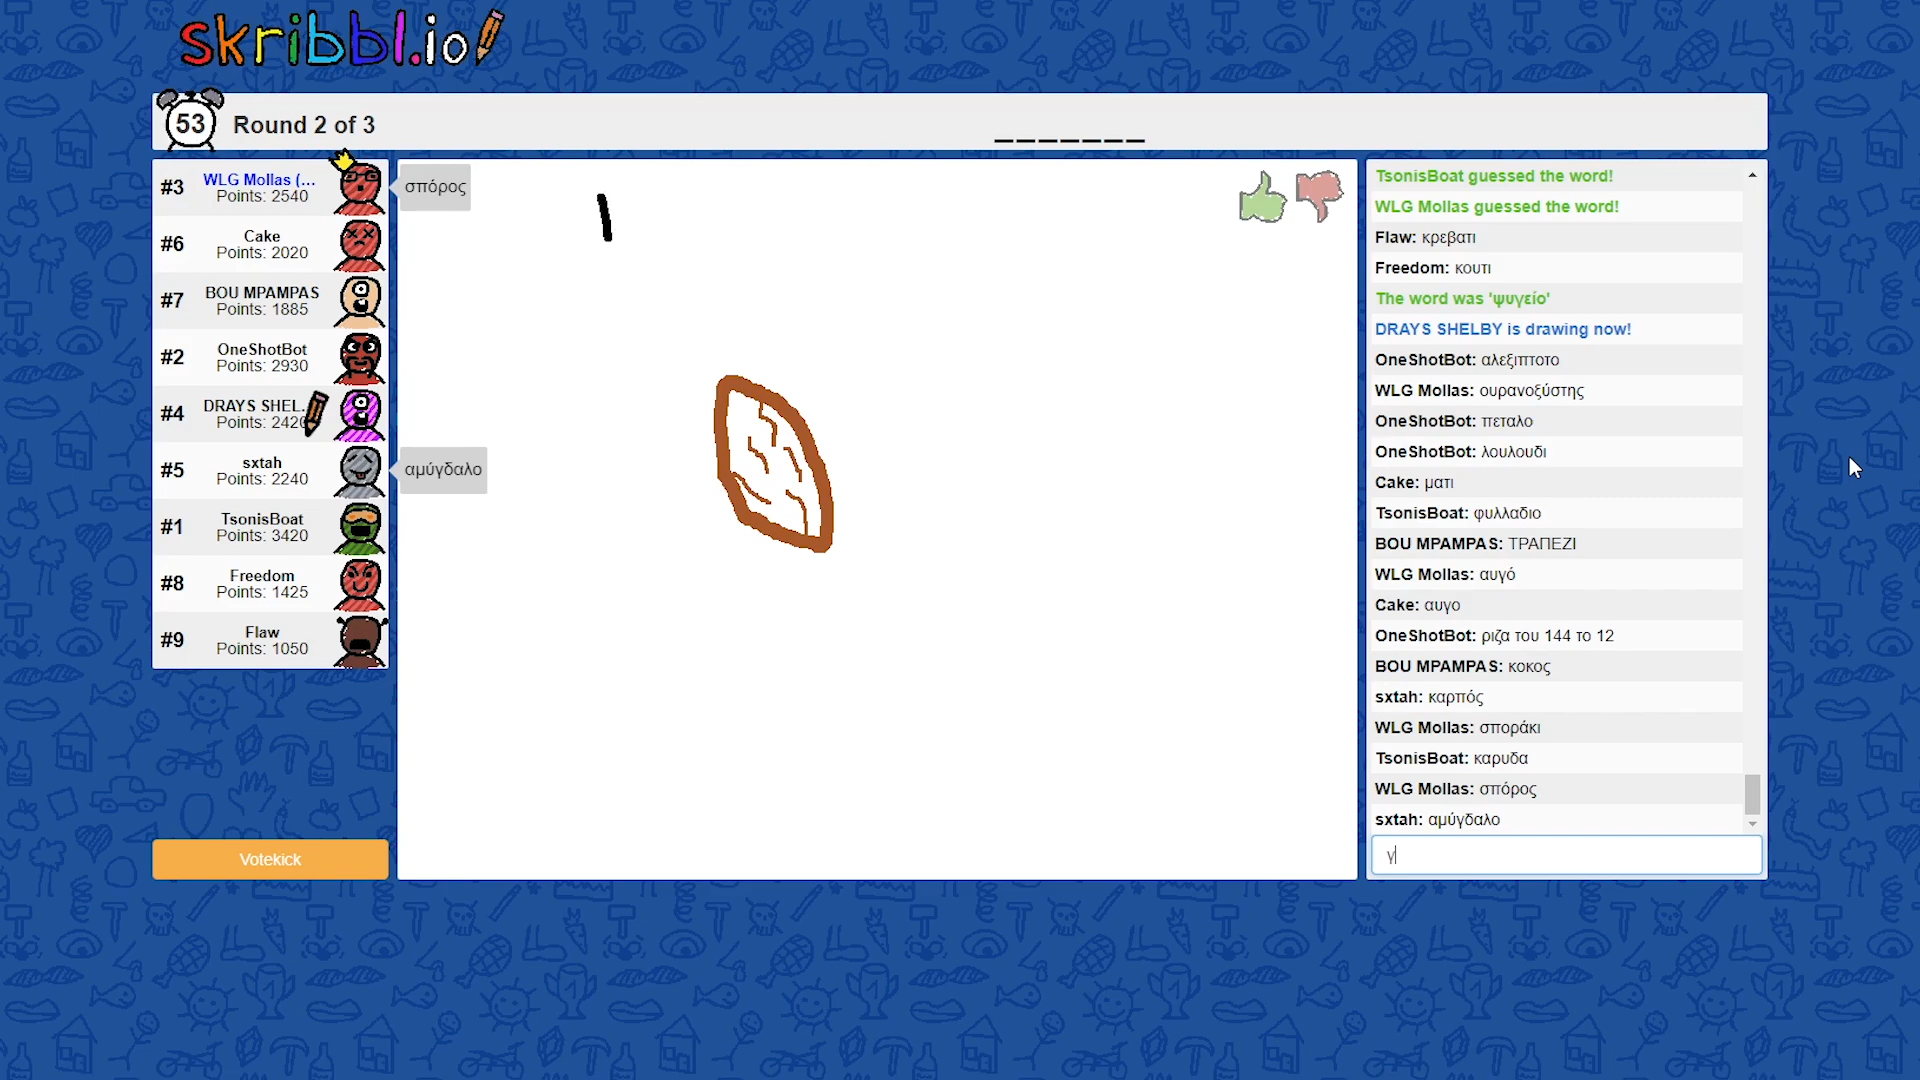 skribbl.io
53
Round 2 of 3
_ _ _ _ _ _ _
#3
WLG Mollas (...
Points: 2540
σπόρος
#6
Cake
Points: 2020
#7
BOU MPAMPAS
Points: 1885
#2
OneShotBot
Points: 2930
#4
DRAYS SHEL...
Points: 2420
#5
sxtah
Points: 2240
αμύγδαλο
#1
TsonisBoat
Points: 3420
#8
Freedom
Points: 1425
#9
Flaw
Points: 1050
Votekick
TsonisBoat guessed the word!
WLG Mollas guessed the word!
Flaw: κρεβατι
Freedom: κουτι
The word was 'ψυγείο'
DRAYS SHELBY is drawing now!
OneShotBot: αλεξιπτοτο
WLG Mollas: ουρανοξύστης
OneShotBot: πεταλο
OneShotBot: λουλουδι
Cake: ματι
TsonisBoat: φυλλαδιο
BOU MPAMPAS: ΤΡΑΠΕΖΙ
WLG Mollas: αυγό
Cake: αυγο
OneShotBot: ριζα του 144 το 12
BOU MPAMPAS: κοκος
sxtah: καρπός
WLG Mollas: σποράκι
TsonisBoat: καρυδα
WLG Mollas: σπόρος
sxtah: αμύγδαλο
γ